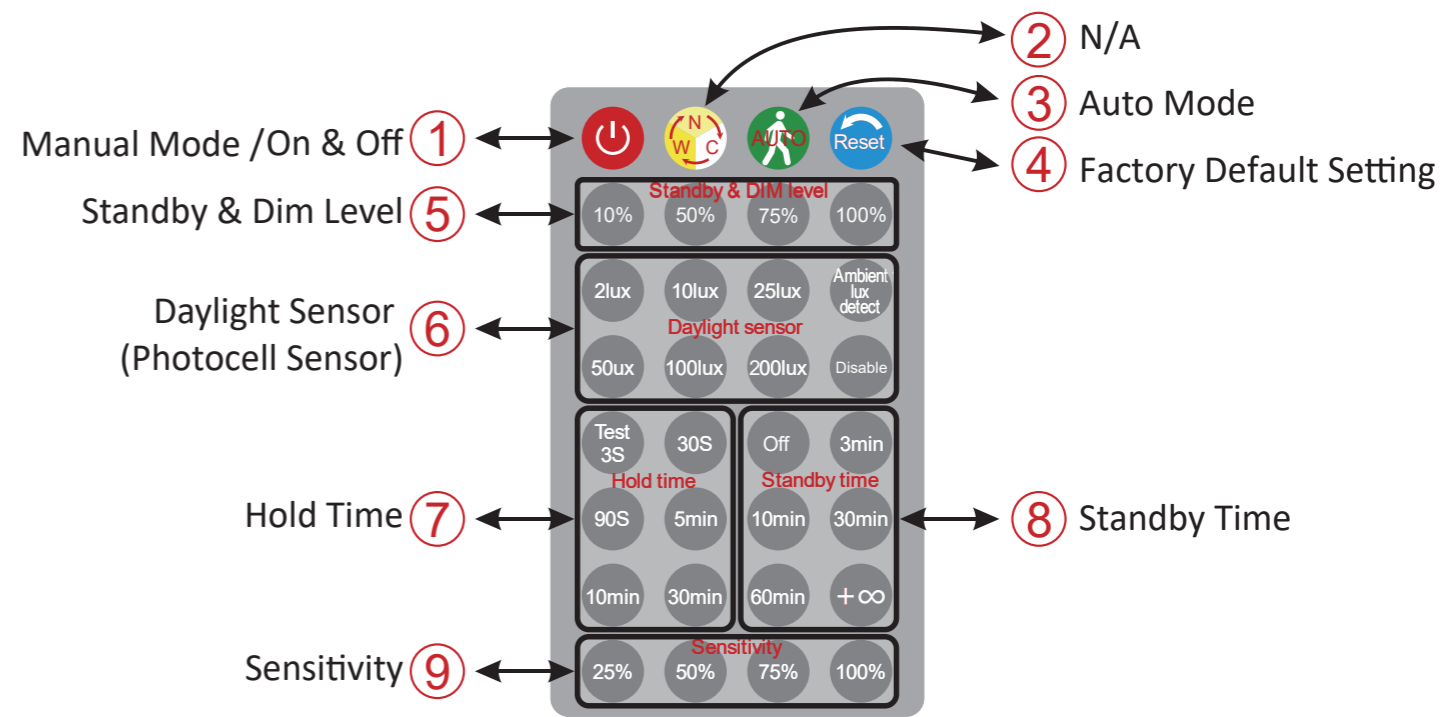 ② N/A
③ Auto Mode
Manual Mode /On & Off ①
N
W C
AUTO
Reset
④ Factory Default Setting
Standby & Dim Level ⑤
Standby & DIM level
10% 50% 75% 100%
Daylight Sensor
(Photocell Sensor) ⑥
2lux 10lux 25lux Ambient
lux
detect
Daylight sensor
50ux 100lux 200lux Disable
Hold Time ⑦
Test
3S 30S
Hold time
90S 5min
10min 30min
Off 3min
Standby time
10min 30min
60min +∞
⑧ Standby Time
Sensitivity ⑨
Sensitivity
25% 50% 75% 100%